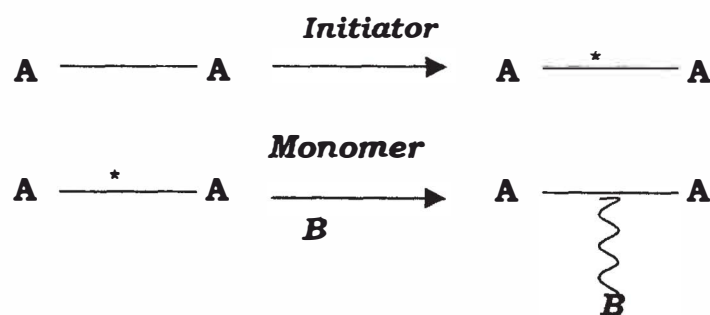 Initiator
A A A * A
Monomer
A * A A A
B
B